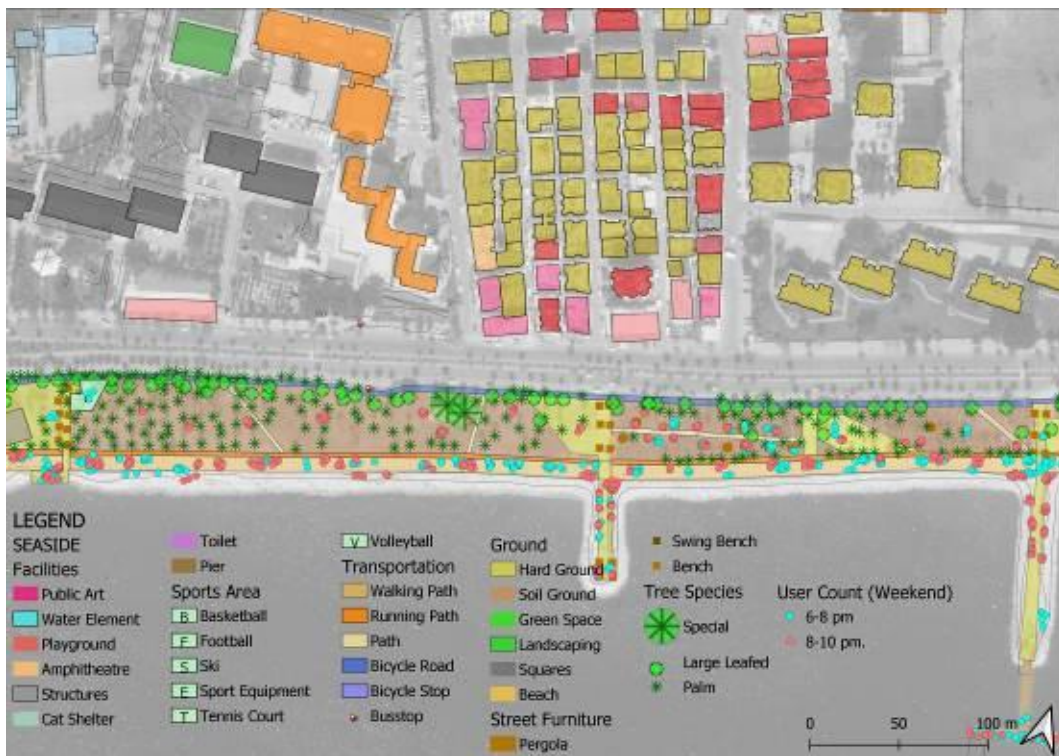 LEGEND
SEASIDE
Facilities
Public Art
Water Element
Playground
Amphitheatre
Structures
Cat Shelter
Toilet
Pier
Sports Area
B Basketball
F Football
S Ski
E Sport Equipment
T Tennis Court
V Volleyball
Transportation
Walking Path
Running Path
Path
Bicycle Road
Bicycle Stop
Busstop
Ground
Hard Ground
Soil Ground
Green Space
Landscaping
Squares
Beach
Street Furniture
Pergola
Swing Bench
Bench
Tree Species
Special
Large Leafed
Palm
User Count (Weekend)
6-8 pm
8-10 pm.
0 50 100 m